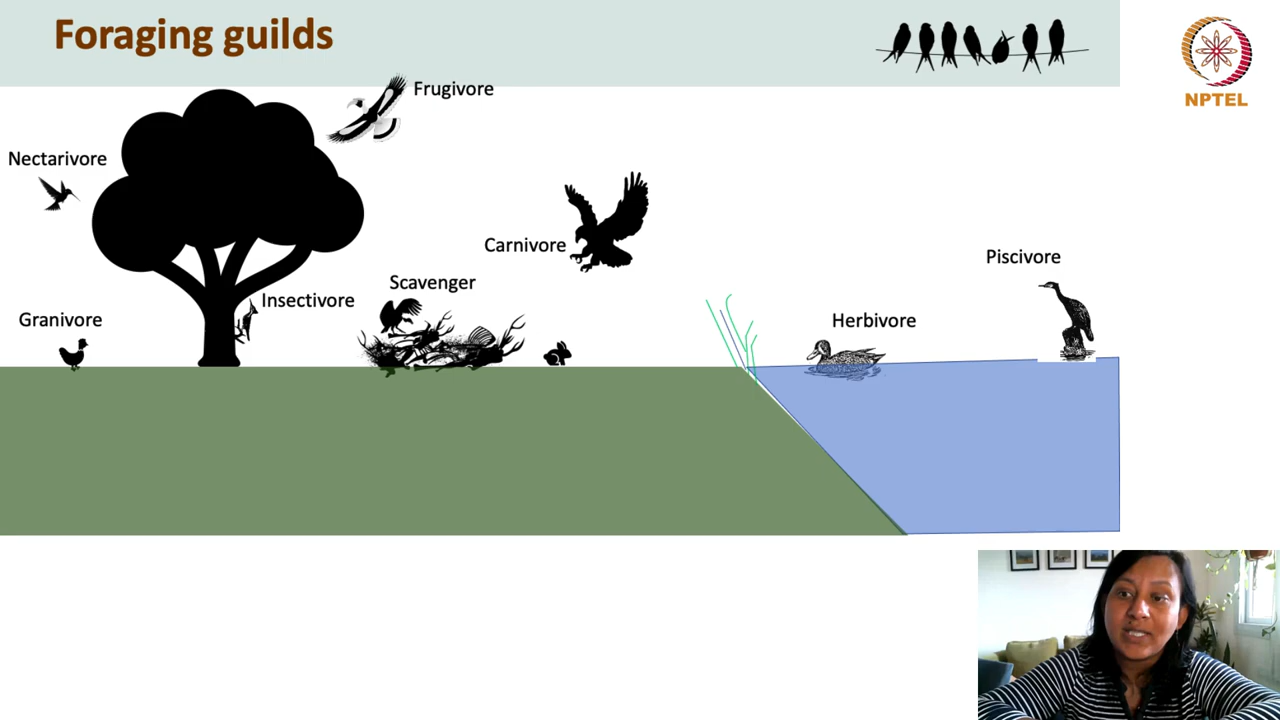 Foraging guilds
NPTEL
Frugivore
Nectarivore
Carnivore
Piscivore
Scavenger
Insectivore
Granivore
Herbivore